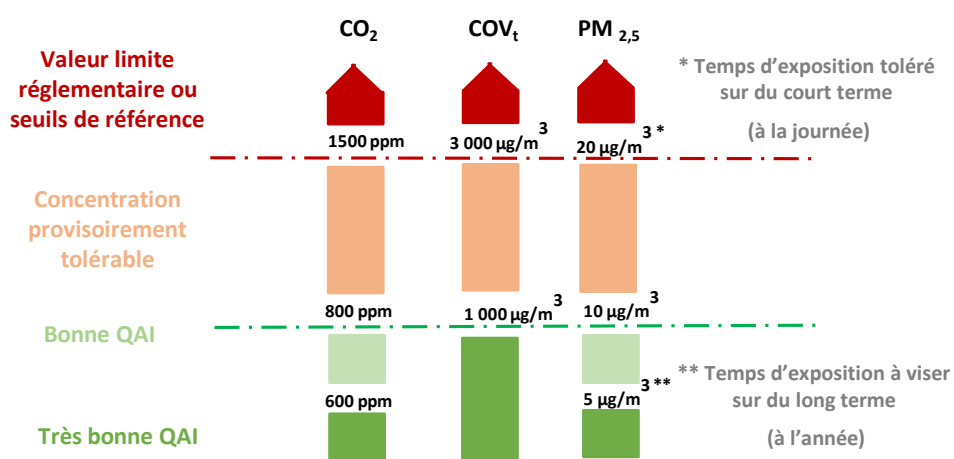 CO2
COVt
PM 2,5
Valeur limite
réglementaire ou
seuils de référence
* Temps d'exposition toléré
sur du court terme
(à la journée)
1500 ppm
3 000 µg/m3
20 µg/m3 *
Concentration
provisoirement
tolérable
800 ppm
1 000 µg/m3
10 µg/m3
Bonne QAI
600 ppm
5 µg/m3 **
** Temps d'exposition à viser
sur du long terme
(à l'année)
Très bonne QAI